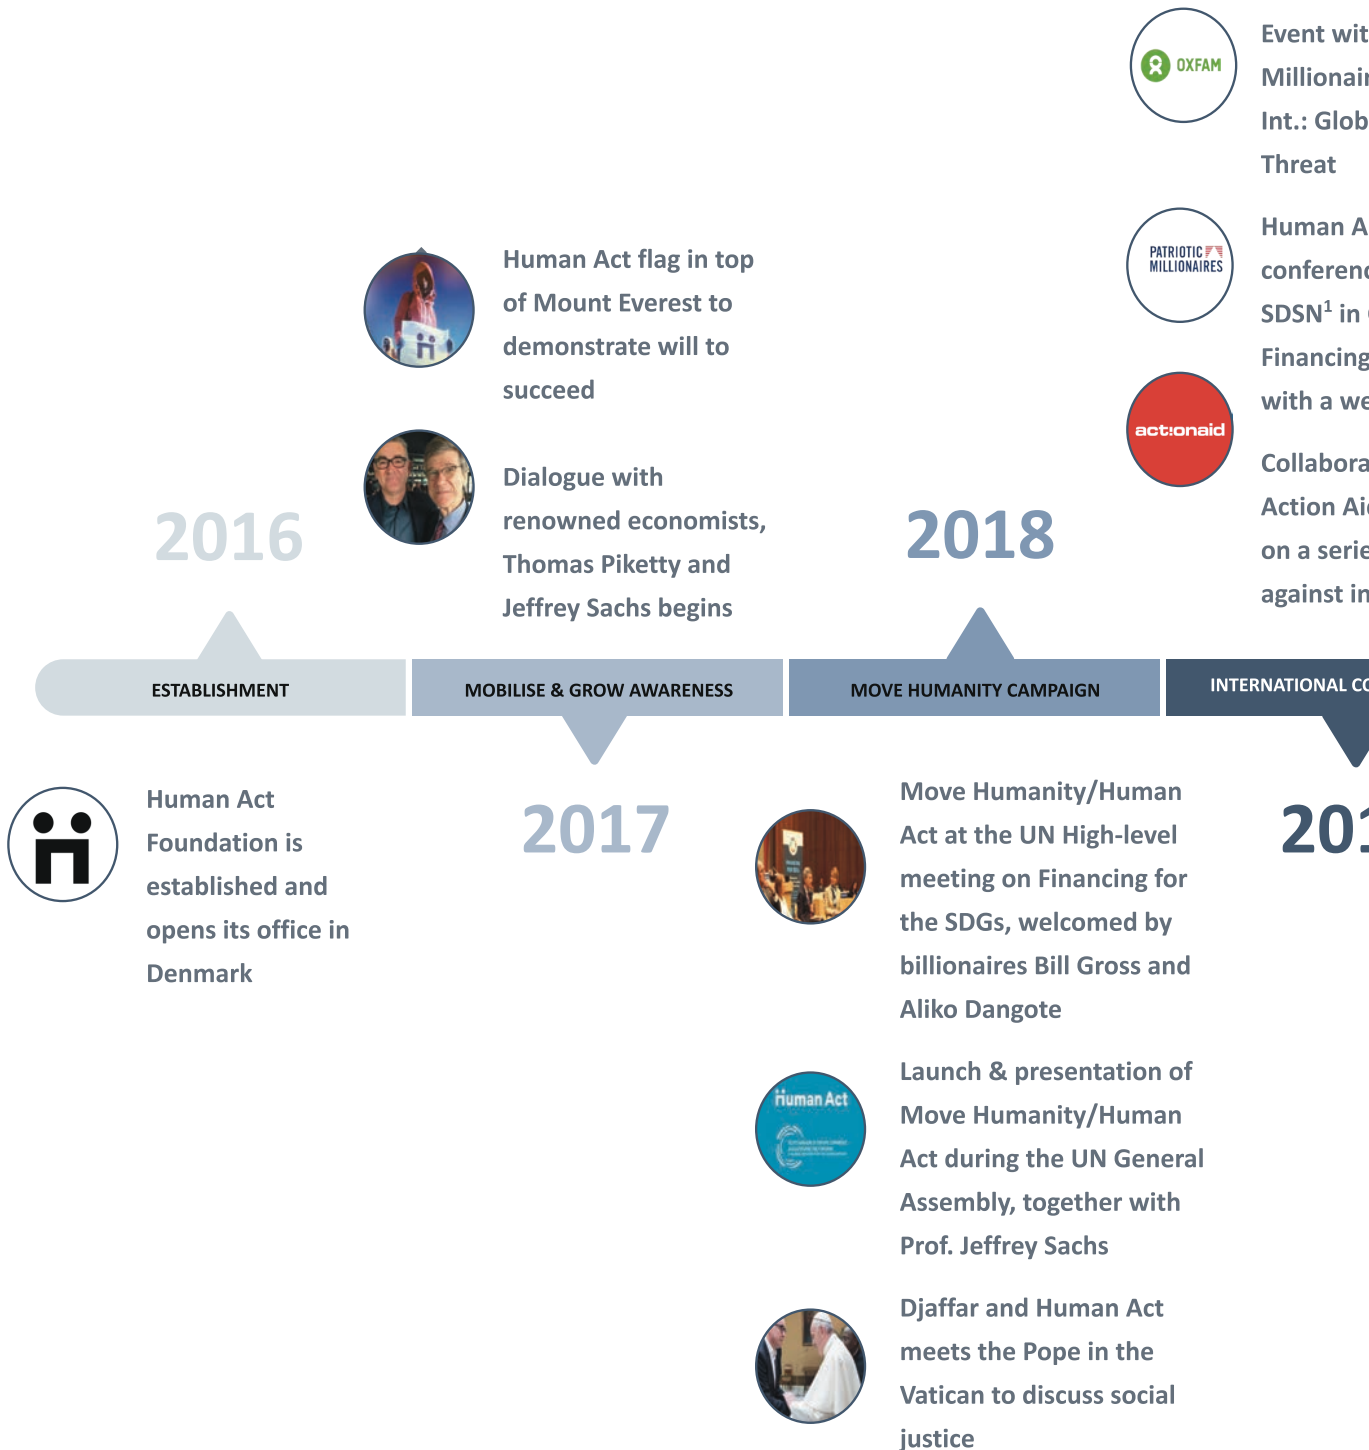 2016
ESTABLISHMENT
Human Act
Foundation is
established and
opens its office in
Denmark
Human Act flag in top
of Mount Everest to
demonstrate will to
succeed
Dialogue with
renowned economists,
Thomas Piketty and
Jeffrey Sachs begins
MOBILISE & GROW AWARENESS
2017
2018
MOVE HUMANITY CAMPAIGN
Move Humanity/Human
Act at the UN High-level
meeting on Financing for
the SDGs, welcomed by
billionaires Bill Gross and
Aliko Dangote
Human Act
Launch & presentation of
Move Humanity/Human
Act during the UN General
Assembly, together with
Prof. Jeffrey Sachs
Djaffar and Human Act
meets the Pope in the
Vatican to discuss social
justice
OXFAM
Event wit
Millionair
Int.: Glob
Threat
PATRIOTIC
MILLIONAIRES
Human A
conferenc
SDSN¹ in
Financing
with a we
act:onaid
Collabora
Action Aid
on a serie
against in
INTERNATIONAL CO
201